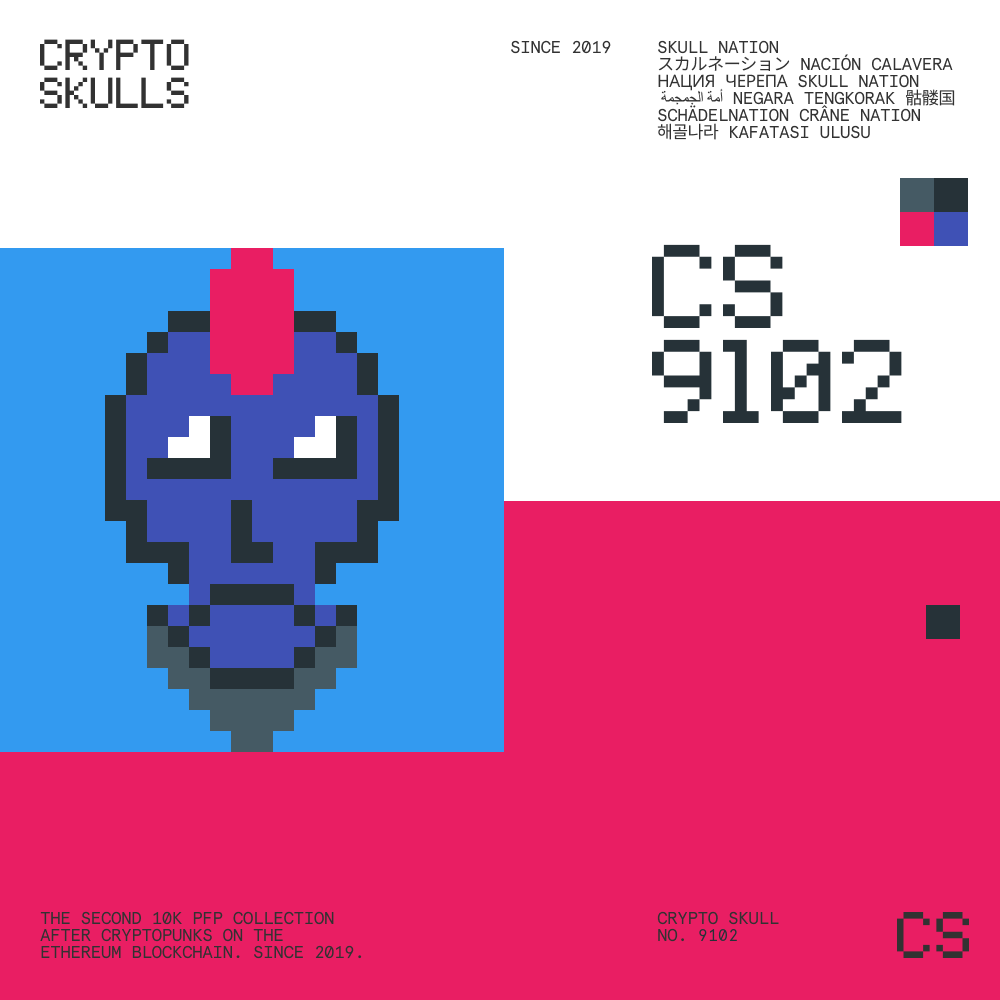 CRYPTO
SKULLS
SINCE 2019
SKULL NATION
スカルネーション NACIÓN CALAVERA
НАЦИЯ ЧЕРЕПА SKULL NATION
أمة الجمجمة NEGARA TENGKORAK 骷髅国
SCHÄDELNATION CRÂNE NATION
해골나라 KAFATASI ULUSU
CS
9102
THE SECOND 10K PFP COLLECTION
AFTER CRYPTOPUNKS ON THE
ETHEREUM BLOCKCHAIN. SINCE 2019.
CRYPTO SKULL
NO. 9102
CS